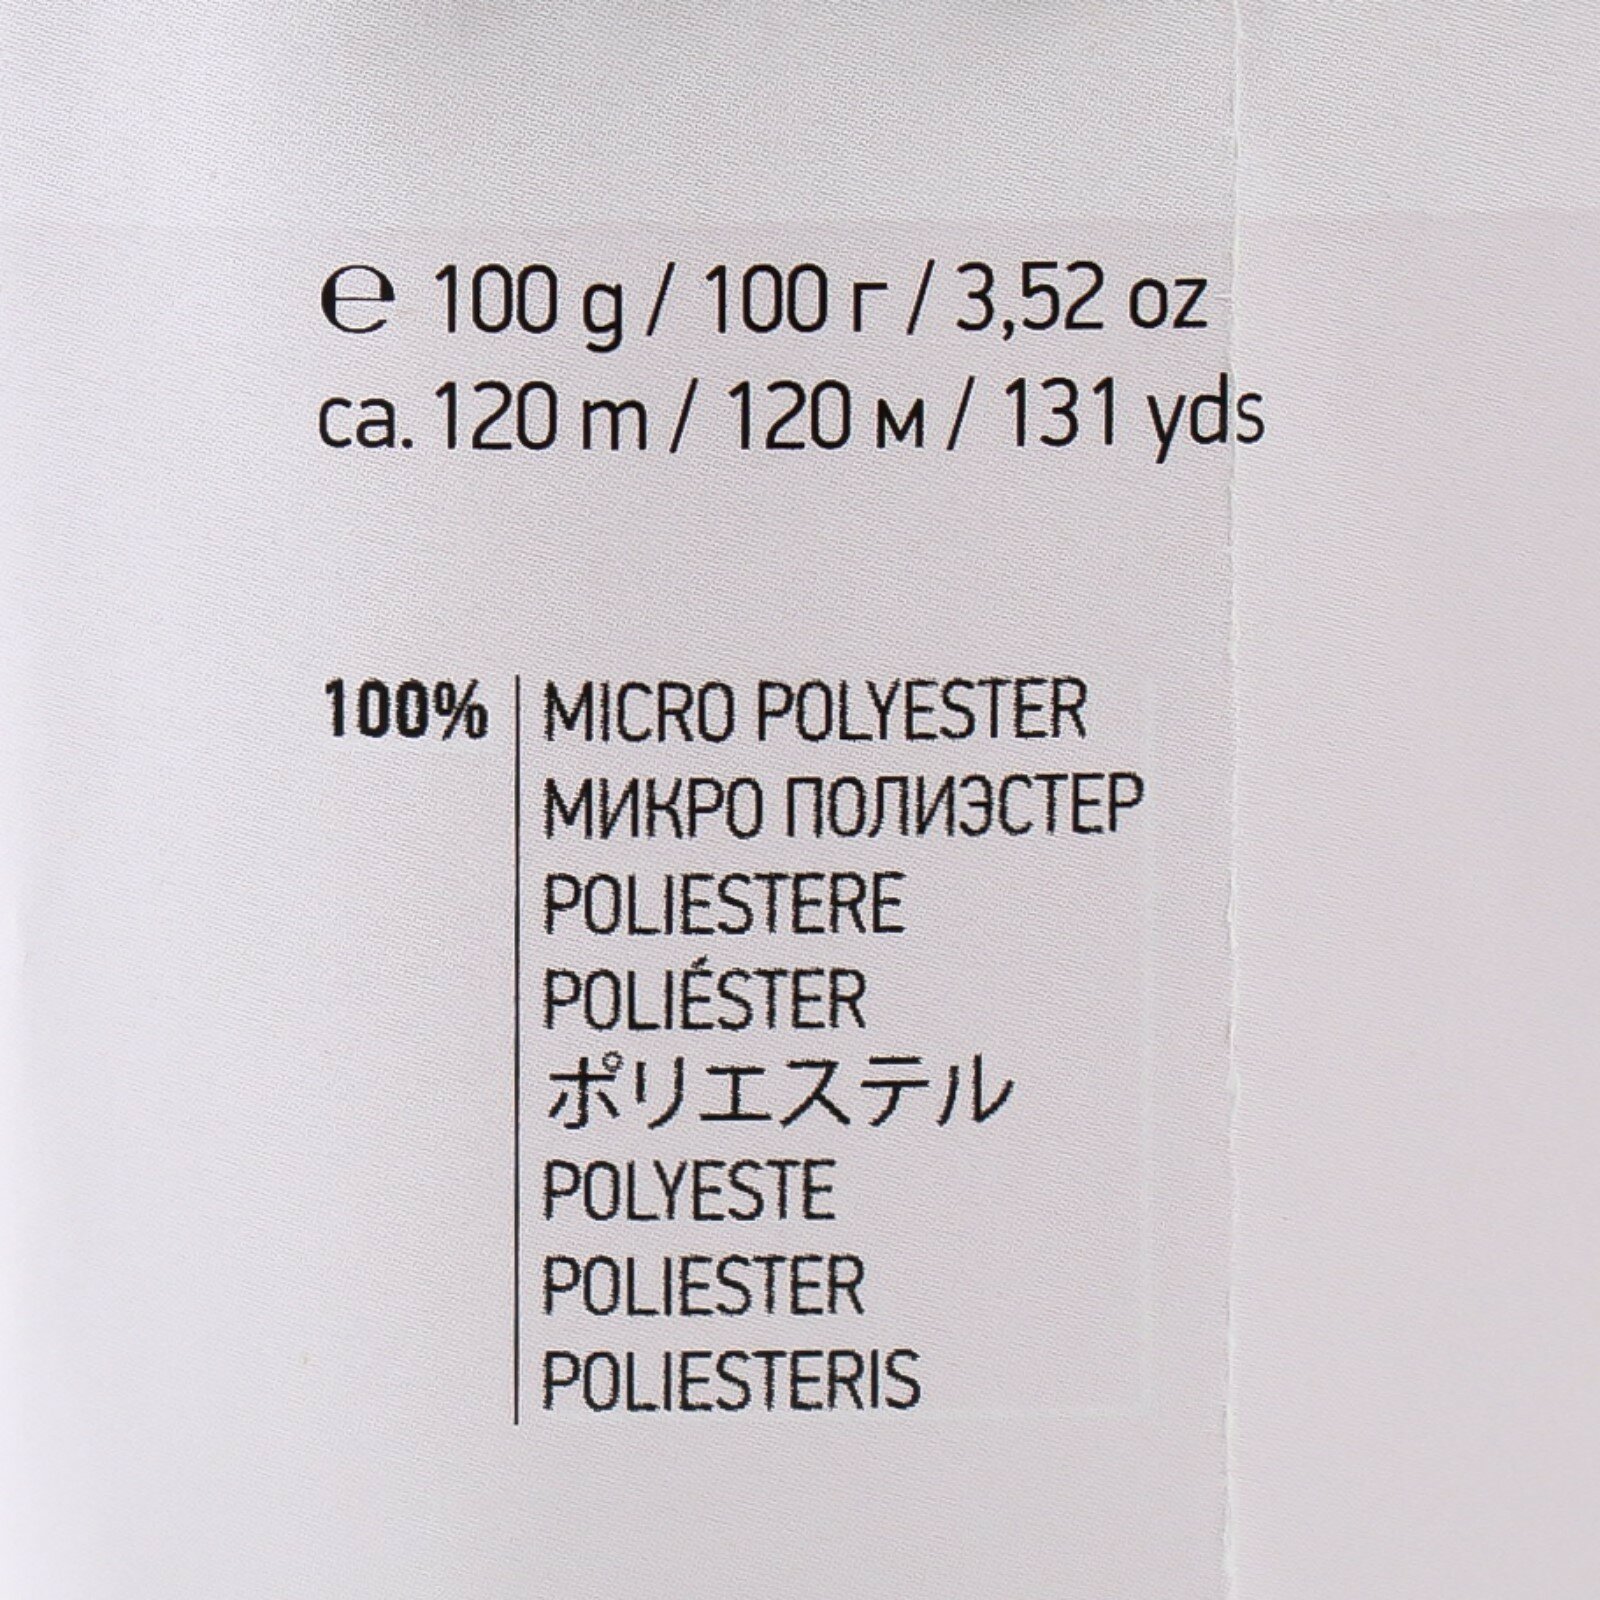 ℮ 100 g / 100 г / 3,52 oz
ca. 120 m / 120 м / 131 yds
100% MICRO POLYESTER
МИКРО ПОЛИЭСТЕР
POLIESTERE
POLIÉSTER
ポリエステル
POLYESTE
POLIESTER
POLIESTERIS